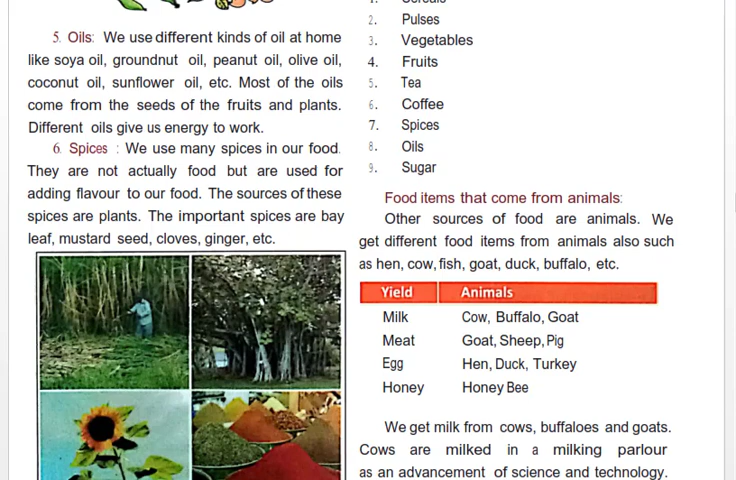 5. Oils: We use different kinds of oil at home
like soya oil, groundnut oil, peanut oil, olive oil,
coconut oil, sunflower oil, etc. Most of the oils
come from the seeds of the fruits and plants.
Different oils give us energy to work.
6. Spices : We use many spices in our food.
They are not actually food but are used for
adding flavour to our food. The sources of these
spices are plants. The important spices are bay
leaf, mustard seed, cloves, ginger, etc.
1. Cereals
2. Pulses
3. Vegetables
4. Fruits
5. Tea
6. Coffee
7. Spices
8. Oils
9. Sugar
Food items that come from animals:
Other sources of food are animals. We
get different food items from animals also such
as hen, cow, fish, goat, duck, buffalo, etc.
Yield Animals
Milk Cow, Buffalo, Goat
Meat Goat, Sheep, Pig
Egg Hen, Duck, Turkey
Honey Honey Bee
We get milk from cows, buffaloes and goats.
Cows are milked in a milking parlour
as an advancement of science and technology.